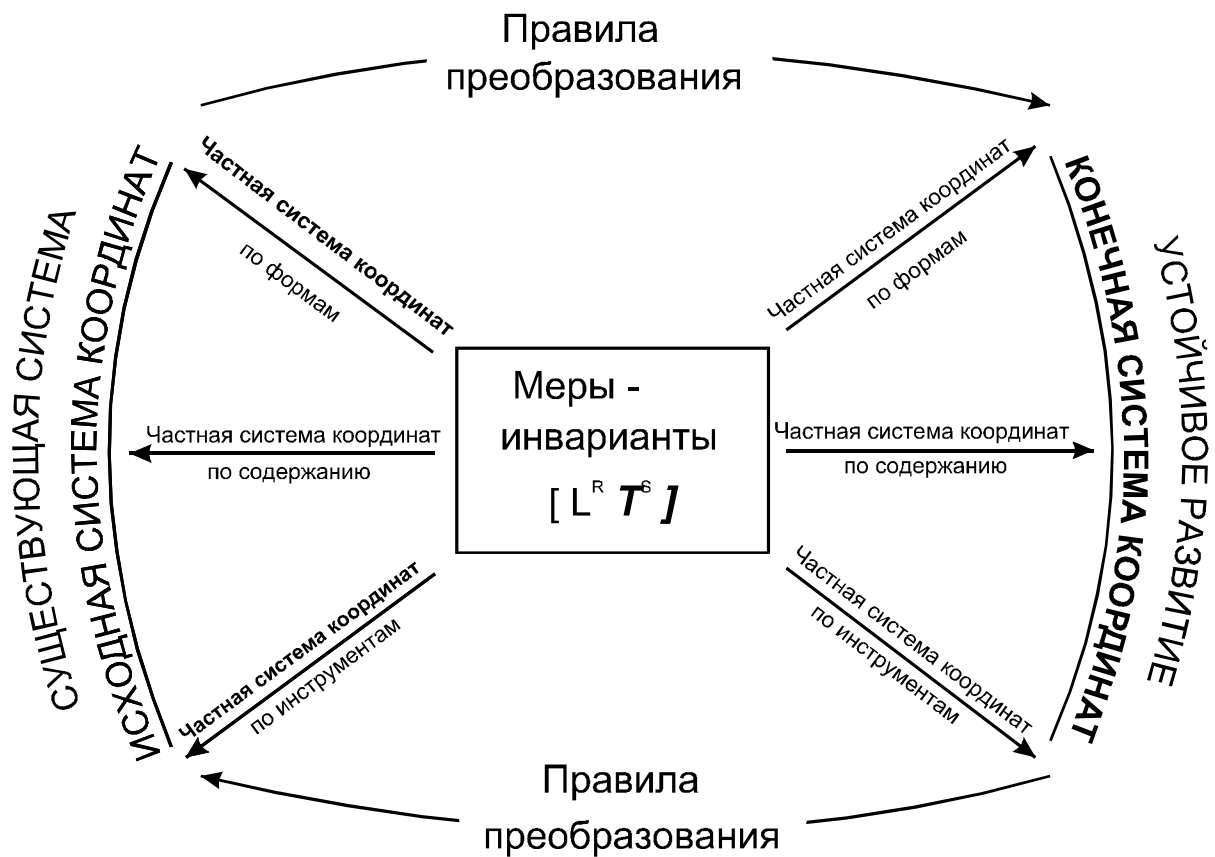 Правила
преобразования
СУЩЕСТВУЮЩАЯ СИСТЕМА
ИСХОДНАЯ СИСТЕМА КООРДИНАТ
Частная система координат
по формам
Частная система координат
по содержанию
Частная система координат
по инструментам
Меры -
инварианты
[ L^R T^S ]
Частная система координат
по формам
Частная система координат
по содержанию
Частная система координат
по инструментам
КОНЕЧНАЯ СИСТЕМА КООРДИНАТ
УСТОЙЧИВОЕ РАЗВИТИЕ
Правила
преобразования